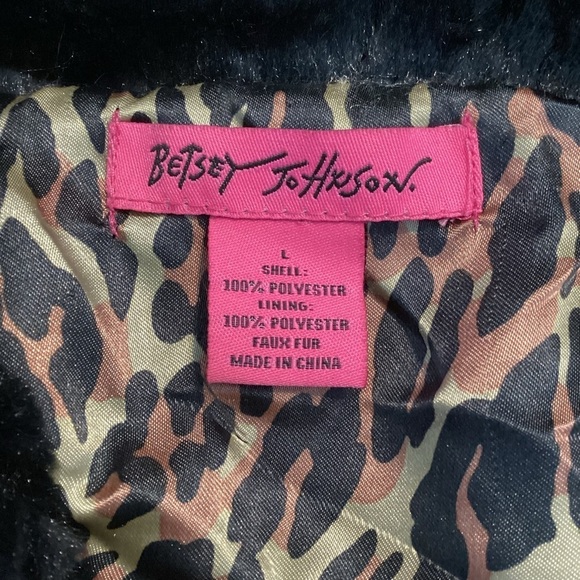 BETSEY JOHNSON.
L
SHELL:
100% POLYESTER
LINING:
100% POLYESTER
FAUX FUR
MADE IN CHINA